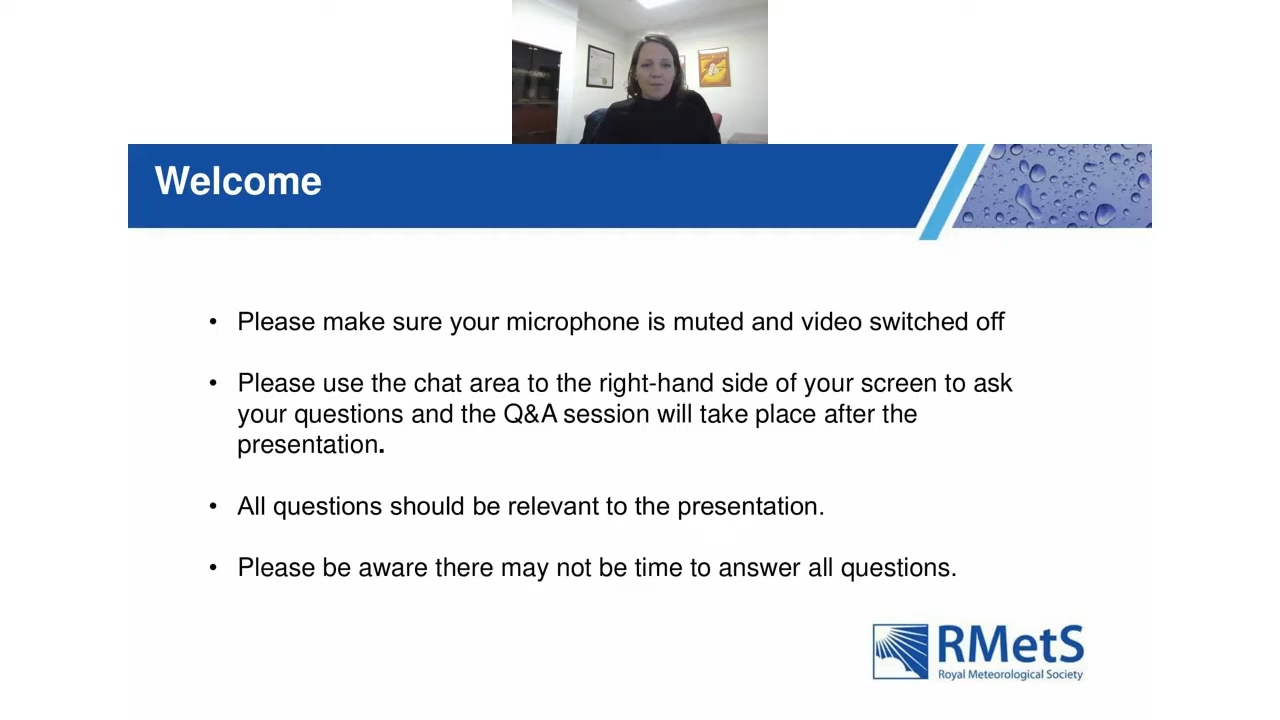 Welcome
• Please make sure your microphone is muted and video switched off
• Please use the chat area to the right-hand side of your screen to ask
your questions and the Q&A session will take place after the
presentation.
• All questions should be relevant to the presentation.
• Please be aware there may not be time to answer all questions.
RMetS
Royal Meteorological Society